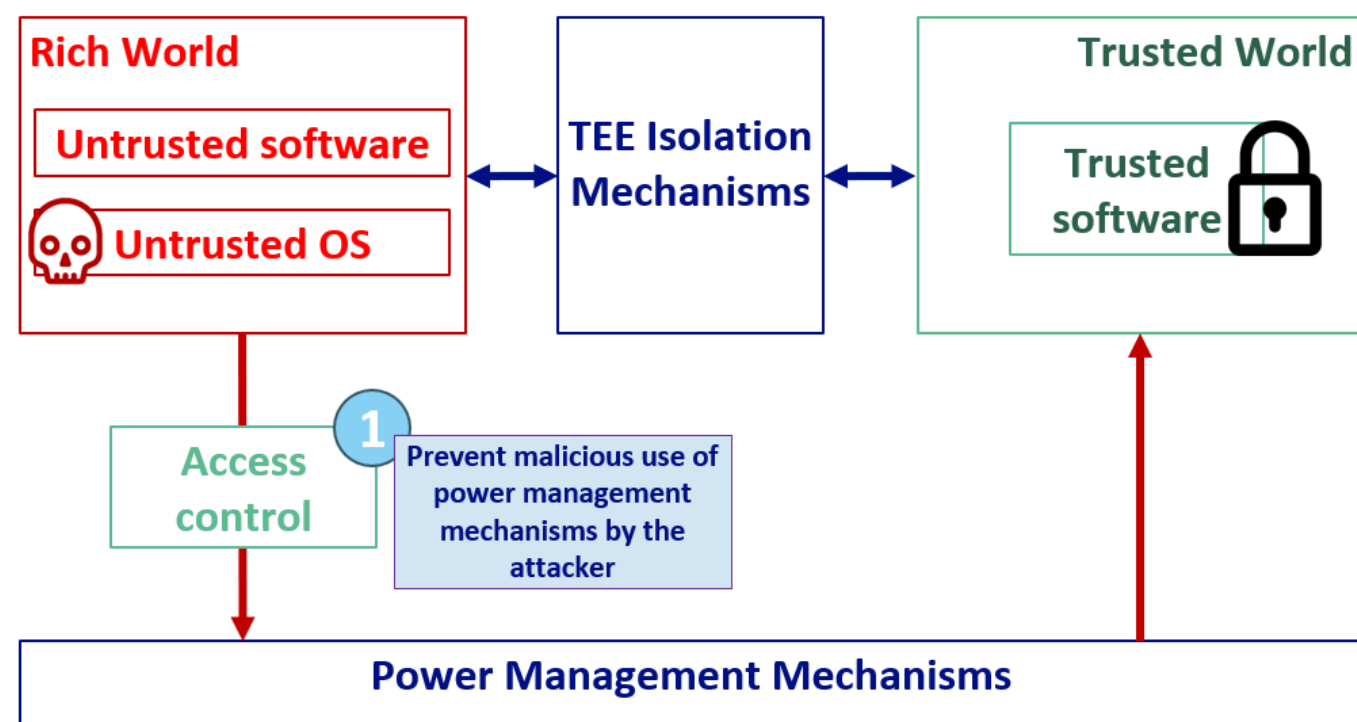 Rich World
Untrusted software
Untrusted OS
TEE Isolation
Mechanisms
Trusted World
Trusted
software
1
Access
control
Prevent malicious use of
power management
mechanisms by the
attacker
Power Management Mechanisms